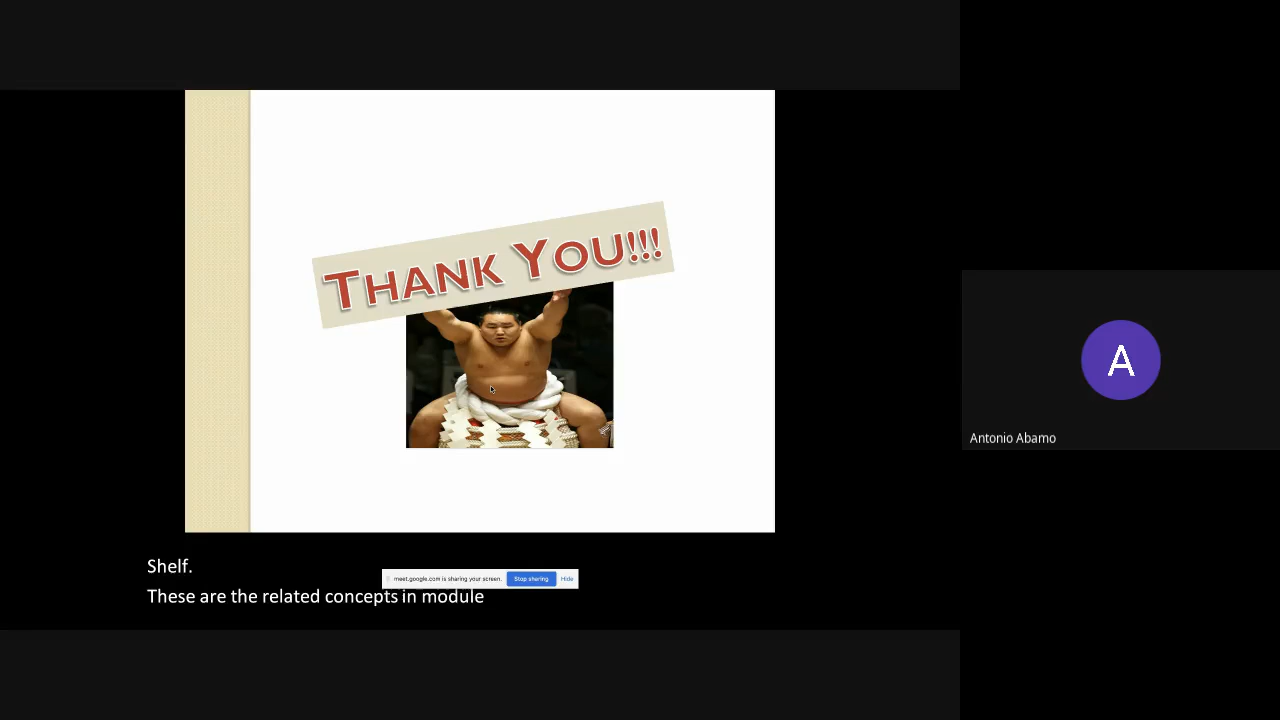 THANK YOU!!!
A
Antonio Abamo
Shelf.
meet.google.com is sharing your screen. Stop sharing Hide
These are the related concepts in module